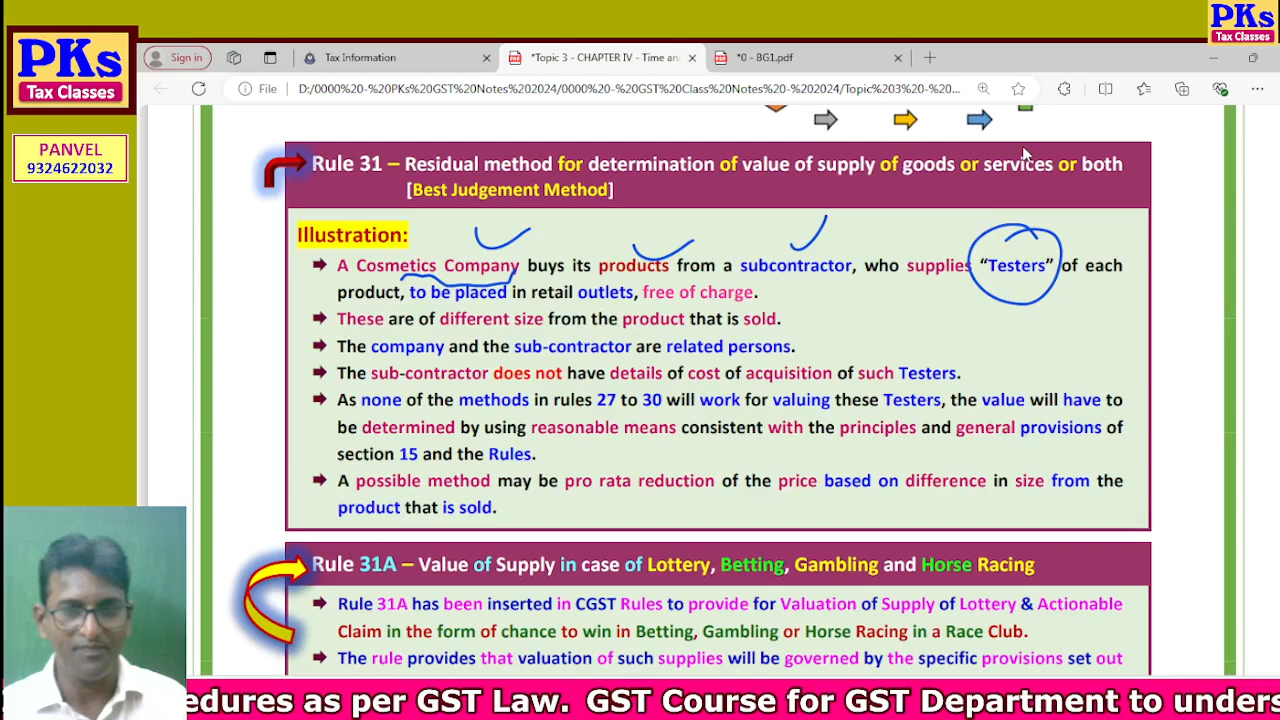 PKs
Tax Classes
PKs
Tax Classes
PANVEL
9324622032
Sign in
Tax Information
*Topic 3 - CHAPTER IV - Time an
*0 - BG1.pdf
File
D:/0000%20-%20PKs%20GST%20Notes%202024/0000%20-%20GST%20Class%20Notes%202024/Topic%203%20-%20...
Rule 31 – Residual method for determination of value of supply of goods or services or both
[Best Judgement Method]
Illustration:
A Cosmetics Company buys its products from a subcontractor, who supplies “Testers” of each
product, to be placed in retail outlets, free of charge.
These are of different size from the product that is sold.
The company and the sub-contractor are related persons.
The sub-contractor does not have details of cost of acquisition of such Testers.
As none of the methods in rules 27 to 30 will work for valuing these Testers, the value will have to
be determined by using reasonable means consistent with the principles and general provisions of
section 15 and the Rules.
A possible method may be pro rata reduction of the price based on difference in size from the
product that is sold.
Rule 31A – Value of Supply in case of Lottery, Betting, Gambling and Horse Racing
Rule 31A has been inserted in CGST Rules to provide for Valuation of Supply of Lottery & Actionable
Claim in the form of chance to win in Betting, Gambling or Horse Racing in a Race Club.
The rule provides that valuation of such supplies will be governed by the specific provisions set out
edures as per GST Law. GST Course for GST Department to unders